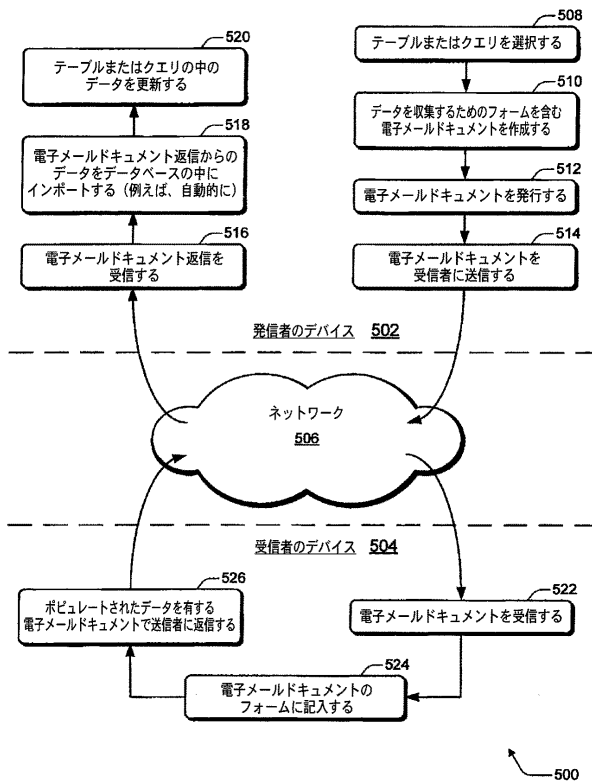 508
テーブルまたはクエリを選択する
510
データを収集するためのフォームを含む
電子メールドキュメントを作成する
512
電子メールドキュメントを発行する
514
電子メールドキュメントを
受信者に送信する
520
テーブルまたはクエリの中の
データを更新する
518
電子メールドキュメント返信からの
データをデータベースの中に
インポートする（例えば、自動的に）
516
電子メールドキュメント返信を
受信する
発信者のデバイス 502
ネットワーク
506
受信者のデバイス 504
522
電子メールドキュメントを受信する
524
電子メールドキュメントの
フォームに記入する
526
ポピュレートされたデータを有する
電子メールドキュメントで送信者に返信する
500